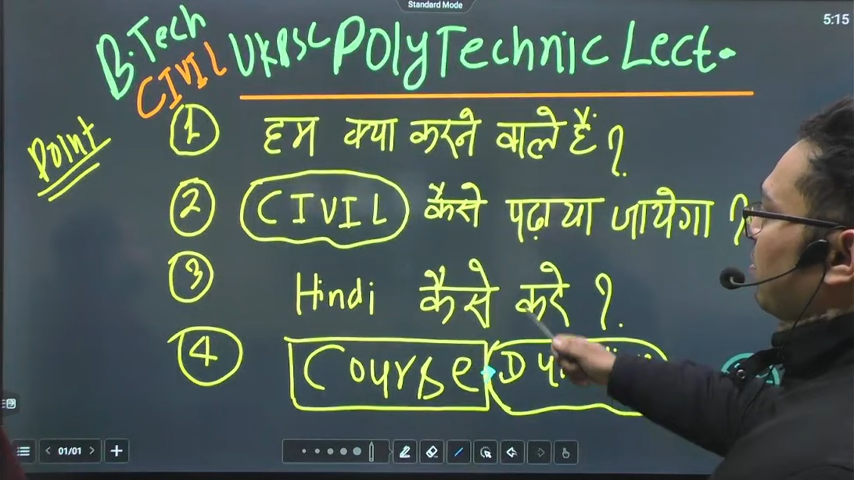 Standard Mode
5:15
B.Tech
CIVIL
UKPSC PolyTechnic Lect.
Point
① हम क्या करने वाले हैं ?
② CIVIL कैसे पढ़ाया जायेगा ?
③ Hindi कैसे करे ?
④ Course
01/01